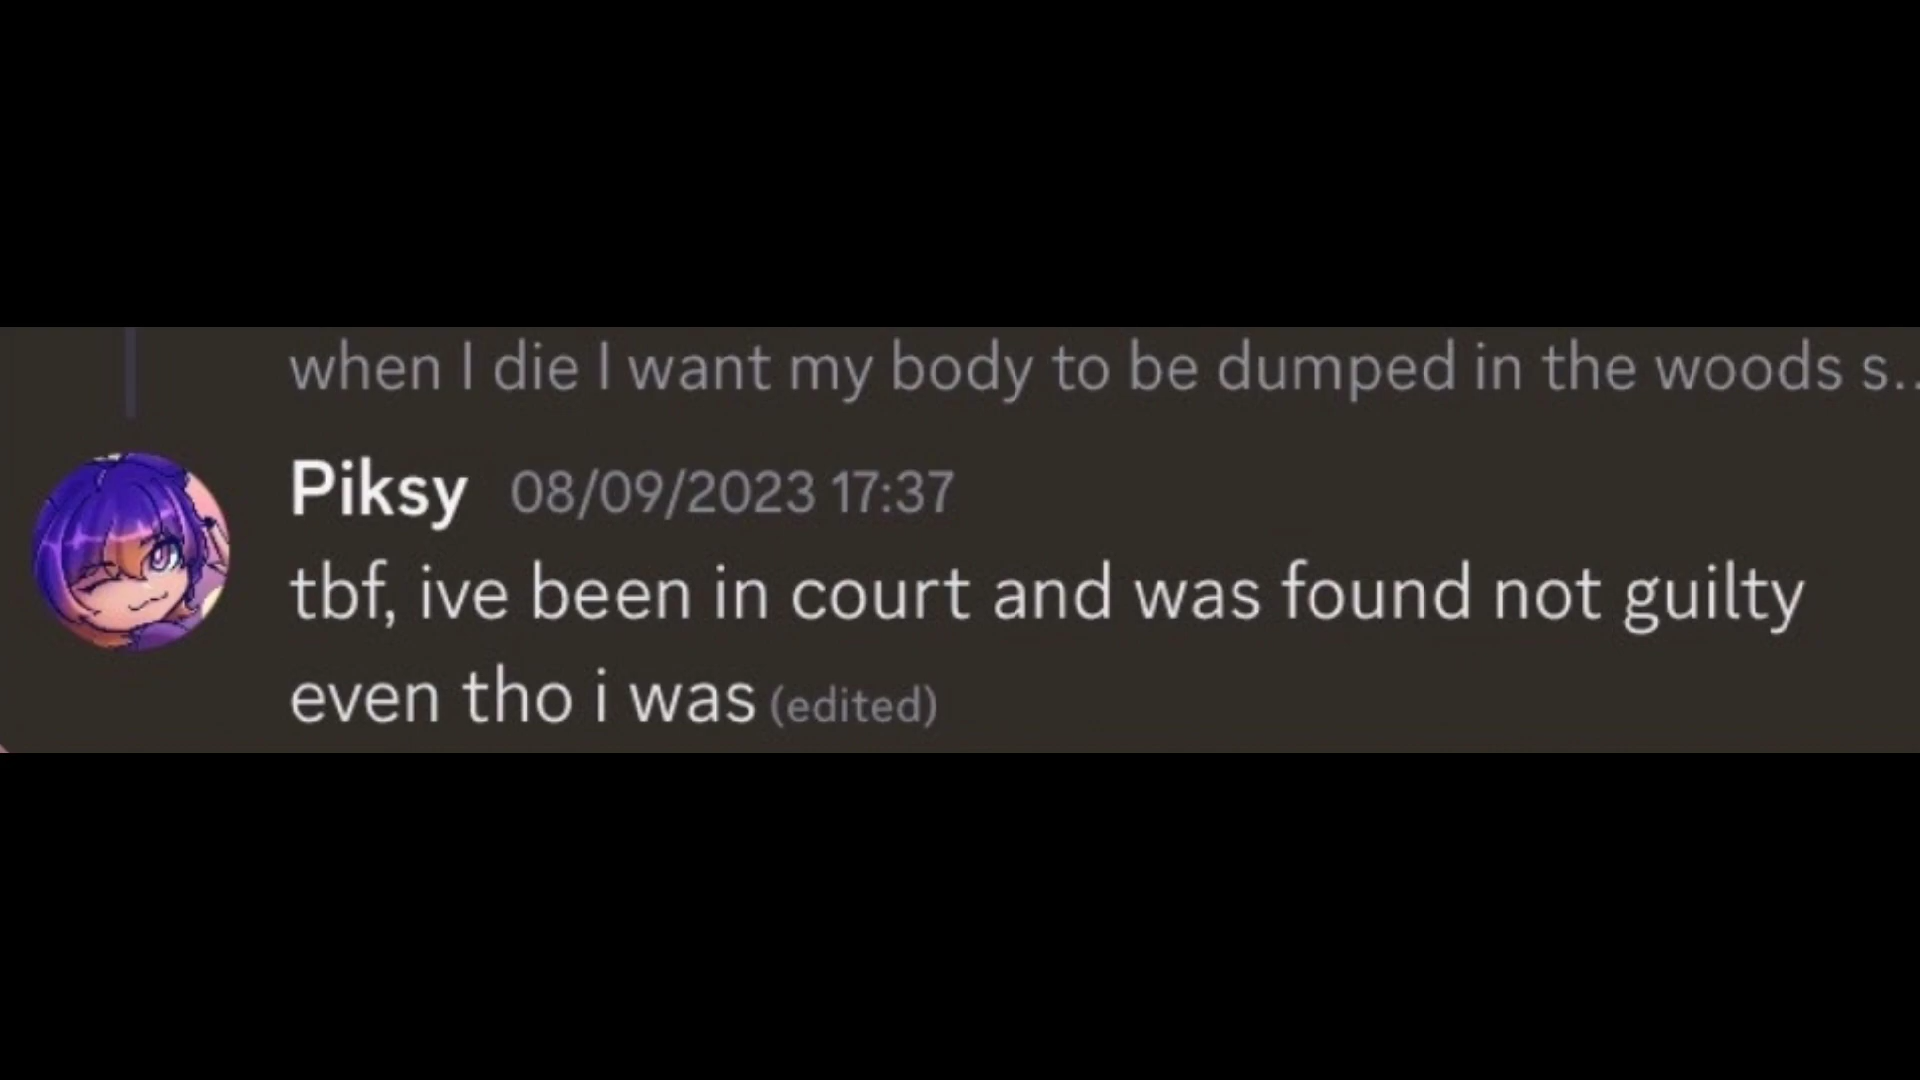 when I die I want my body to be dumped in the woods s..
Piksy 08/09/2023 17:37
tbf, ive been in court and was found not guilty
even tho i was (edited)